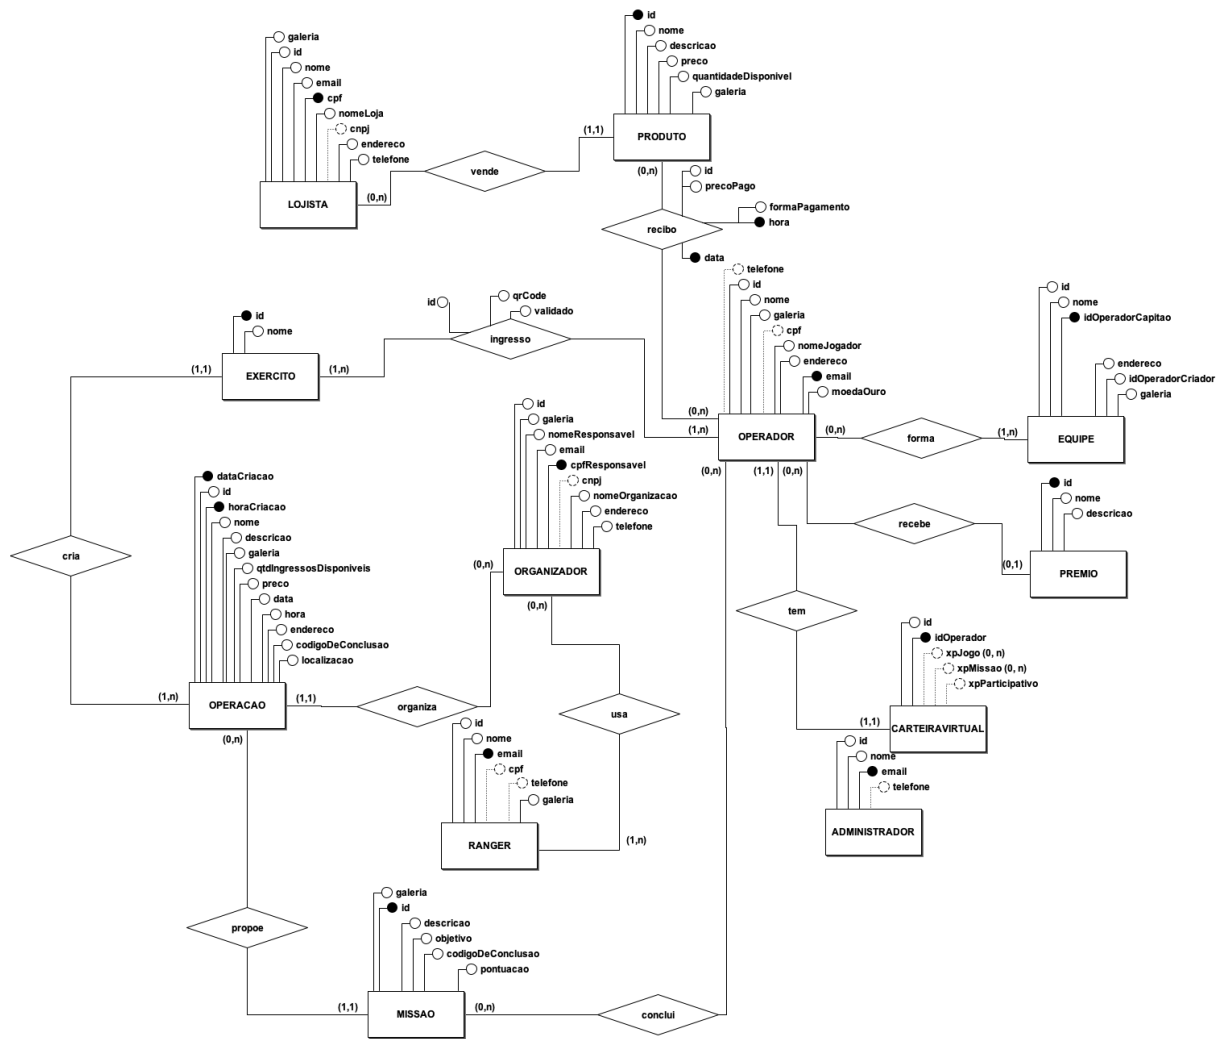 id
nome
descricao
preco
quantidadeDisponivel
galeria
PRODUTO
galeria
id
nome
email
cpf
nomeLoja
cnpj
endereco
telefone
LOJISTA
(0,n)
vende
(1,1)
(0,n)
id
precoPago
formaPagamento
hora
recibo
data
telefone
id
nome
galeria
cpf
nomeJogador
endereco
email
moedaOuro
(0,n)
(1,n)
OPERADOR
(0,n)
(0,n)
(1,1)
(0,n)
id
qrCode
validado
ingresso
id
nome
EXERCITO
(1,1)
(1,n)
id
nome
idOperadorCapitao
endereco
idOperadorCriador
galeria
EQUIPE
forma
(1,n)
id
nome
descricao
PREMIO
recebe
(0,1)
id
galeria
nomeResponsavel
email
cpfResponsavel
cnpj
nomeOrganizacao
endereco
telefone
ORGANIZADOR
(0,n)
(0,n)
dataCriacao
id
horaCriacao
nome
descricao
galeria
qtdIngressosDisponiveis
preco
data
hora
endereco
codigoDeConclusao
localizacao
OPERACAO
cria
(1,n)
(1,1)
(0,n)
organiza
usa
tem
id
idOperador
xpJogo (0, n)
xpMissao (0, n)
xpParticipativo
CARTEIRAVIRTUAL
(1,1)
id
nome
email
cpf
telefone
galeria
RANGER
(1,n)
id
nome
email
telefone
ADMINISTRADOR
propoe
galeria
id
descricao
objetivo
codigoDeConclusao
pontuacao
MISSAO
(1,1)
(0,n)
conclui